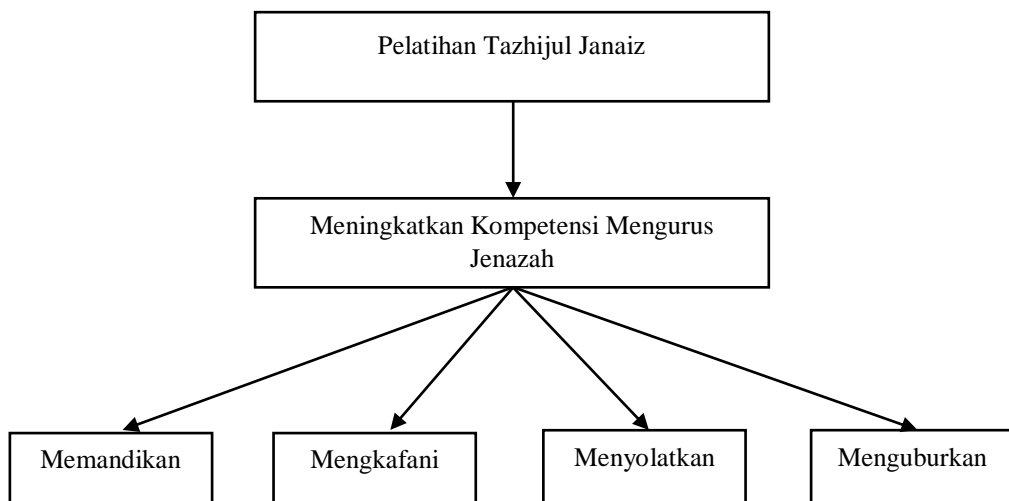 Pelatihan Tazhijul Janaiz
Meningkatkan Kompetensi Mengurus
Jenazah
Memandikan
Mengkafani
Menyolatkan
Menguburkan